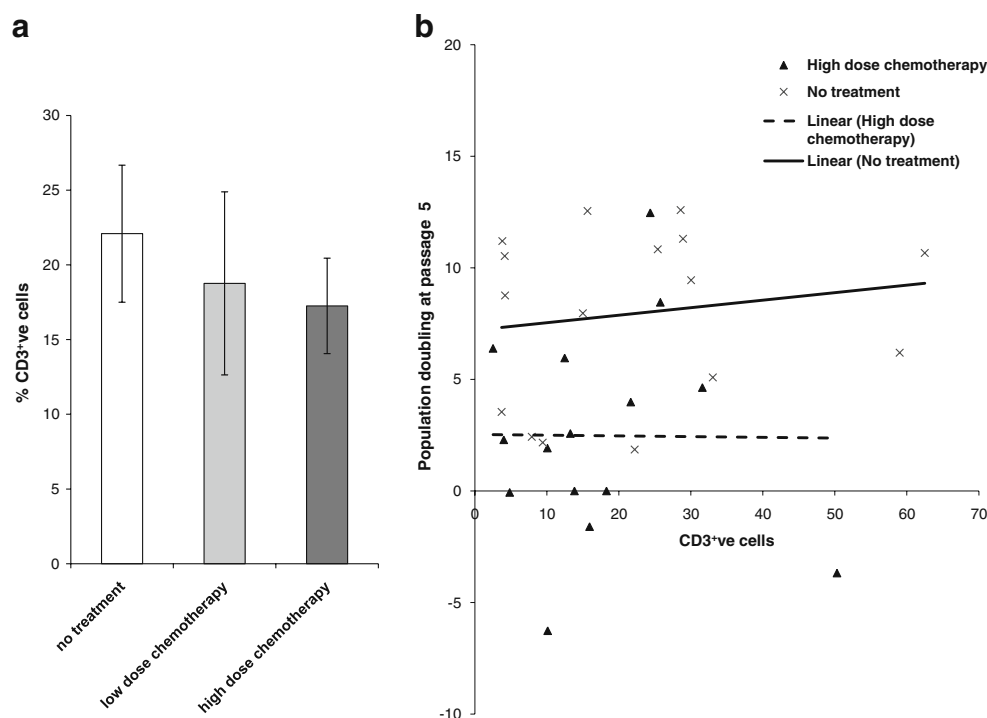 a
30
25
20
15
10
5
0
% CD3+ve cells
no treatment
low dose chemotherapy
high dose chemotherapy
b
20
15
10
5
0
-5
-10
Population doubling at passage 5
0 10 20 30 40 50 60 70
CD3+ve cells
High dose chemotherapy
No treatment
Linear (High dose
chemotherapy)
Linear (No treatment)